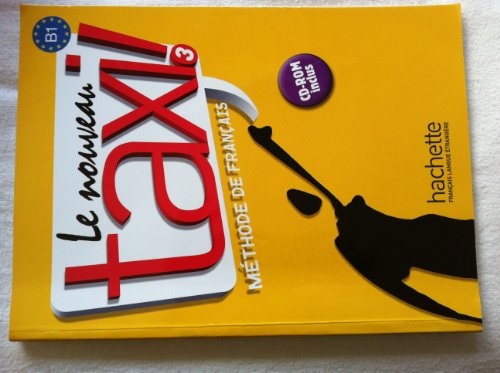 B1
Le nouveau
taxi!
3
MÉTHODE DE FRANÇAIS
CD-ROM
inclus
hachette
FRANÇAIS LANGUE ÉTRANGÈRE